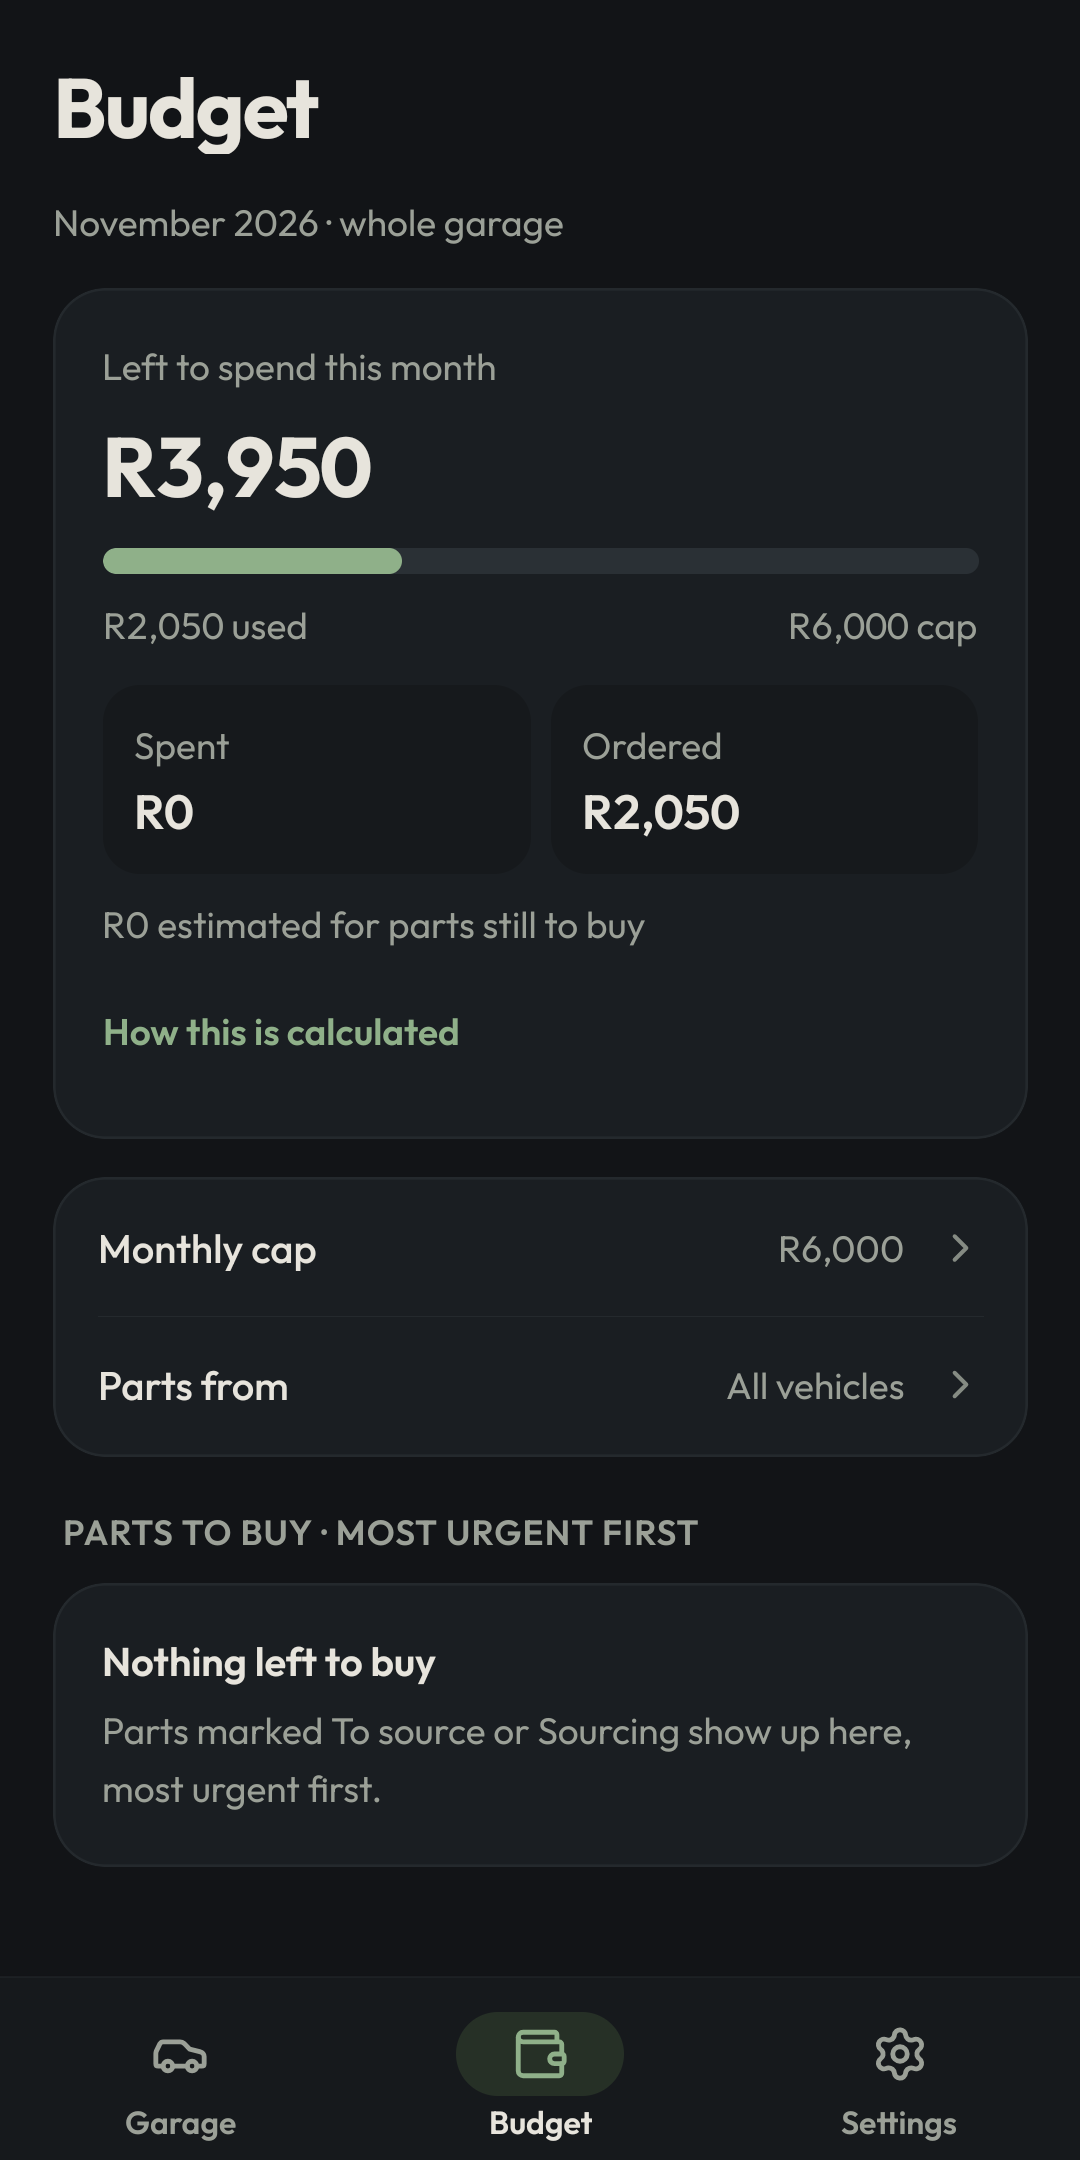 Budget
November 2026 · whole garage
Left to spend this month
R3,950
R2,050 used
R6,000 cap
Spent
Ordered
R0
R2,050
R0 estimated for parts still to buy
How this is calculated
Monthly cap
R6,000
Parts from
All vehicles
PARTS TO BUY · MOST URGENT FIRST
Nothing left to buy
Parts marked To source or Sourcing show up here,
most urgent first.
Garage
Budget
Settings